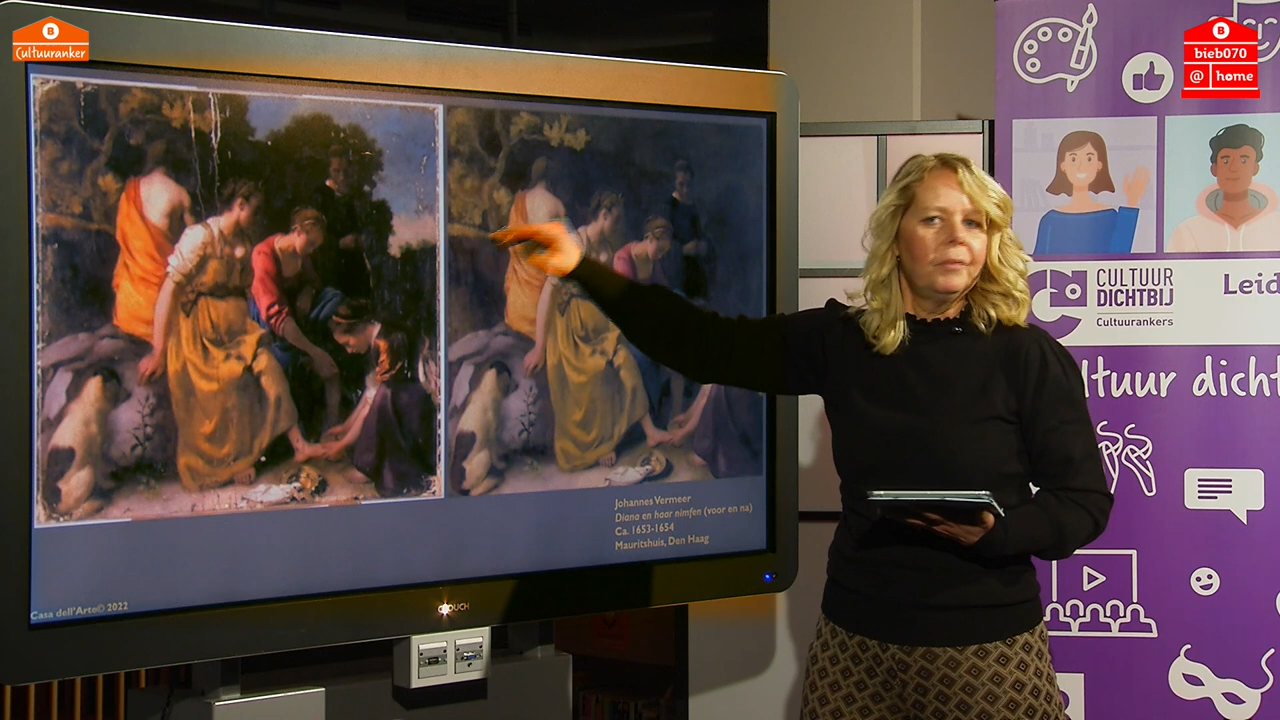 B
Cultuuranker
B
bieb070
@ home
CULTUUR
DICHTBIJ
Cultuurankers
Leid
ltuur dicht
Johannes Vermeer
Diana en haar nimfen (voor en na)
Ca. 1653-1654
Mauritshuis, Den Haag
Casa dell'Arte© 2022